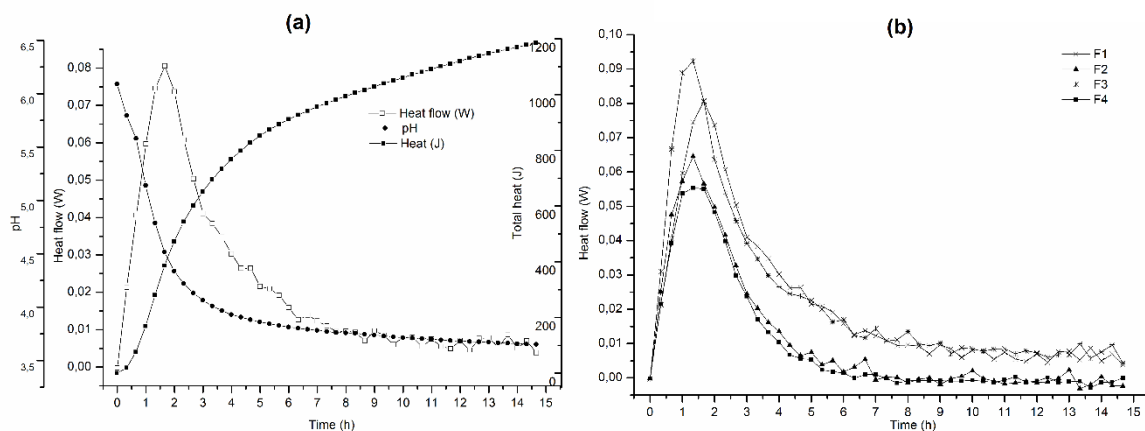 (a)
6,5
6,0
5,5
5,0
4,5
4,0
3,5
pH
0,08
0,07
0,06
0,05
0,04
0,03
0,02
0,01
0,00
Heat flow (W)
Heat flow (W)
pH
Heat (J)
1200
1000
800
600
400
200
0
Total heat (J)
0 1 2 3 4 5 6 7 8 9 10 11 12 13 14 15
Time (h)
(b)
0,10
0,09
0,08
0,07
0,06
0,05
0,04
0,03
0,02
0,01
0,00
Heat flow (W)
F1
F2
F3
F4
0 1 2 3 4 5 6 7 8 9 10 11 12 13 14 15
Time (h)